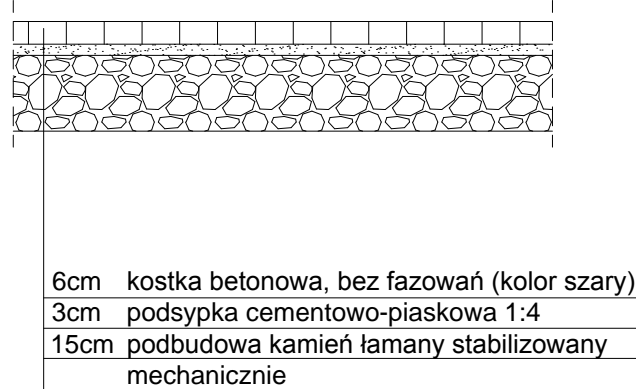 6cm kostka betonowa, bez fazowań (kolor szary)
3cm podsypka cementowo-piaskowa 1:4
15cm podbudowa kamień łamany stabilizowany
mechanicznie